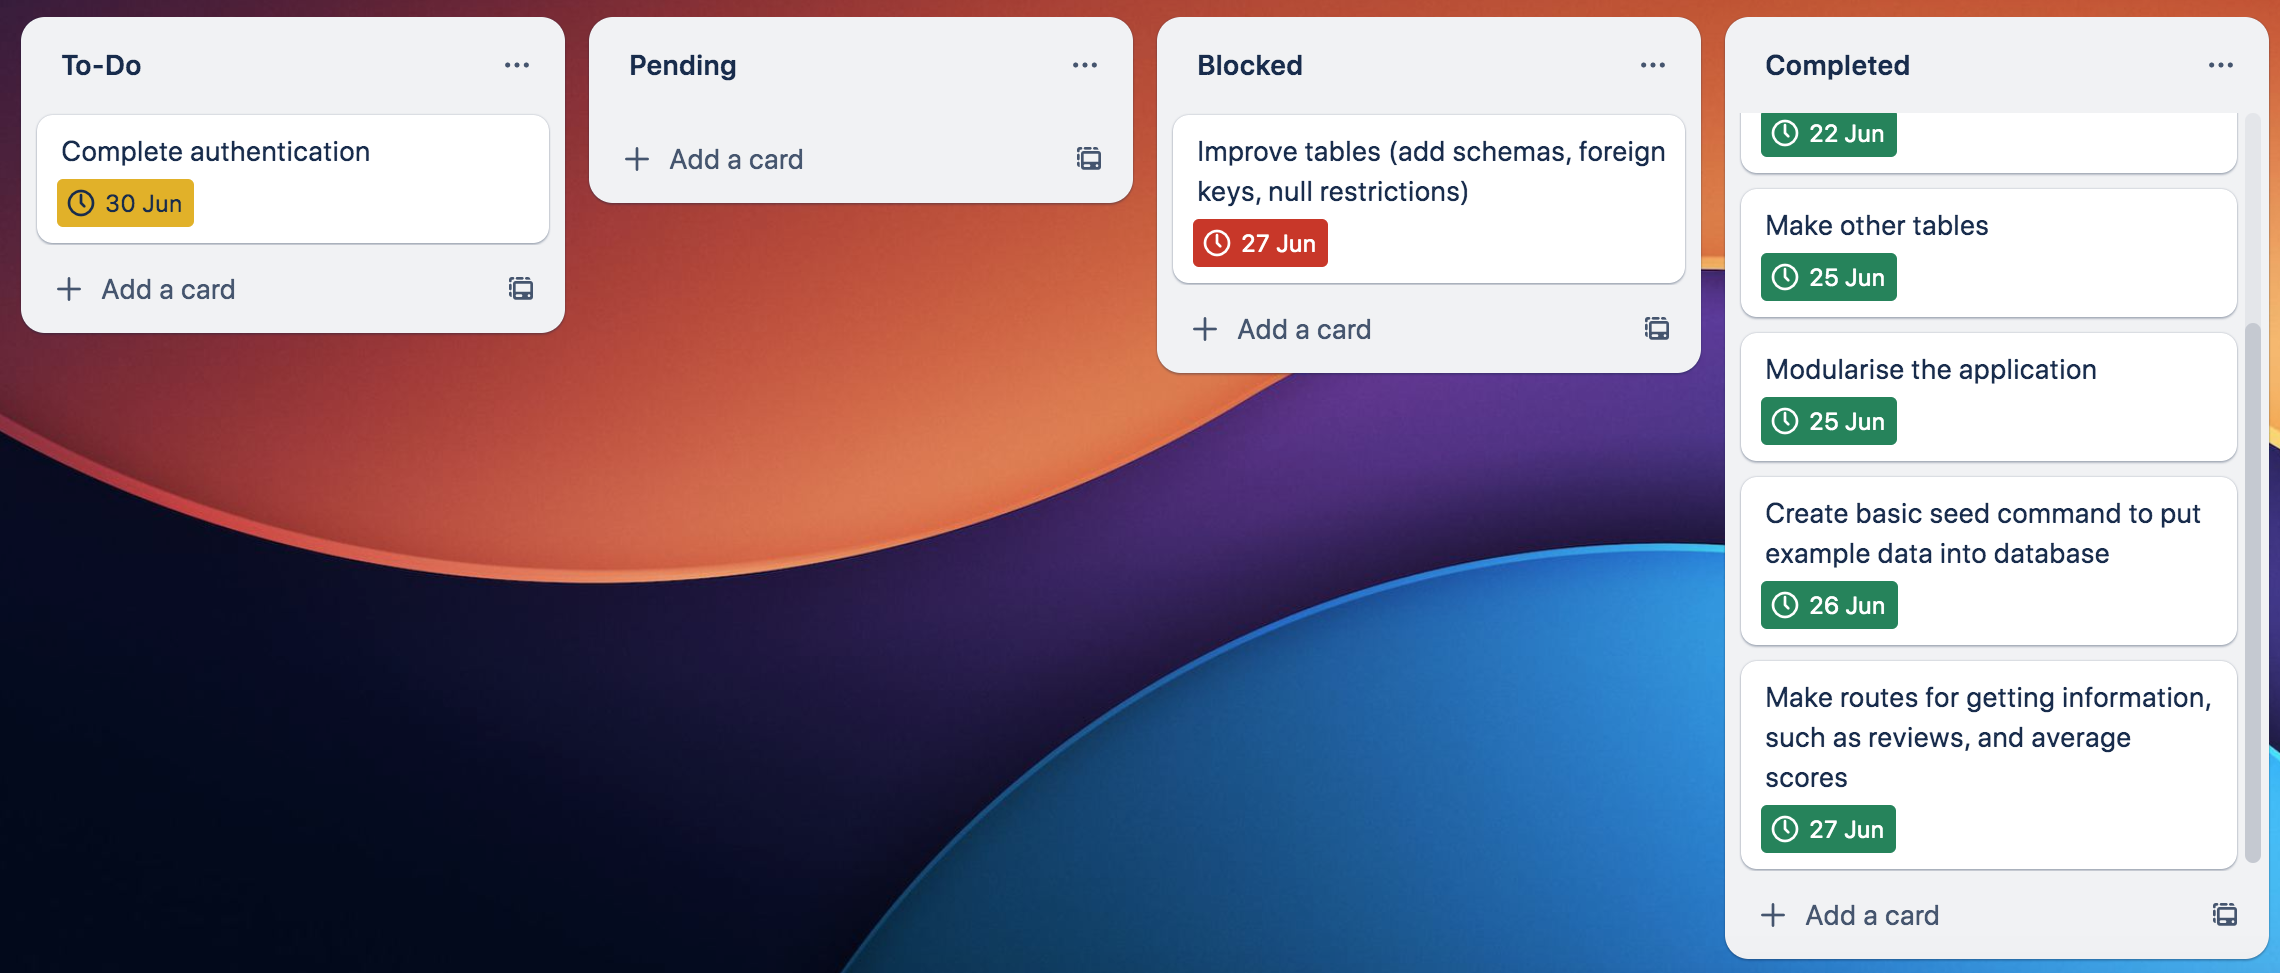 To-Do
Complete authentication
30 Jun
Add a card
Pending
Add a card
Blocked
Improve tables (add schemas, foreign
keys, null restrictions)
27 Jun
Add a card
Completed
22 Jun
Make other tables
25 Jun
Modularise the application
25 Jun
Create basic seed command to put
example data into database
26 Jun
Make routes for getting information,
such as reviews, and average
scores
27 Jun
Add a card